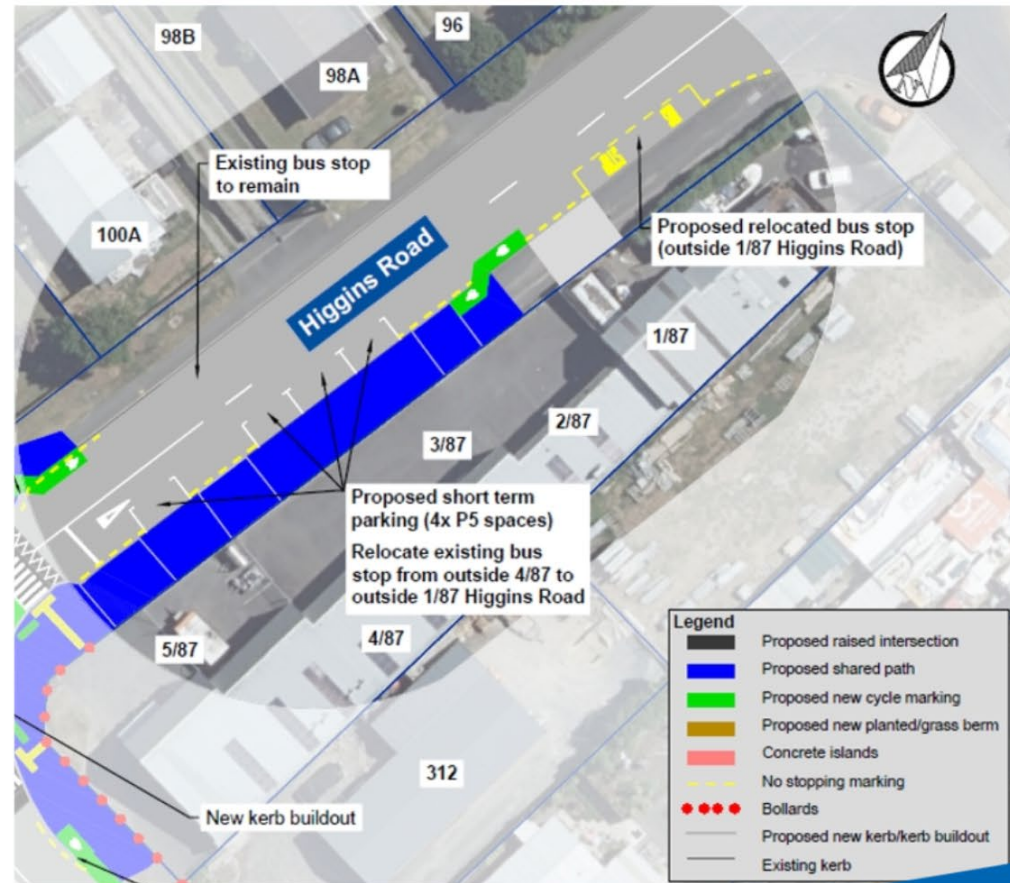 98B
96
98A
Existing bus stop
to remain
100A
Higgins Road
Proposed relocated bus stop
(outside 1/87 Higgins Road)
1/87
2/87
3/87
Proposed short term
parking (4x P5 spaces)
Relocate existing bus
stop from outside 4/87 to
outside 1/87 Higgins Road
4/87
5/87
312
New kerb buildout
Legend
Proposed raised intersection
Proposed shared path
Proposed new cycle marking
Proposed new planted/grass berm
Concrete islands
No stopping marking
Bollards
Proposed new kerb/kerb buildout
Existing kerb